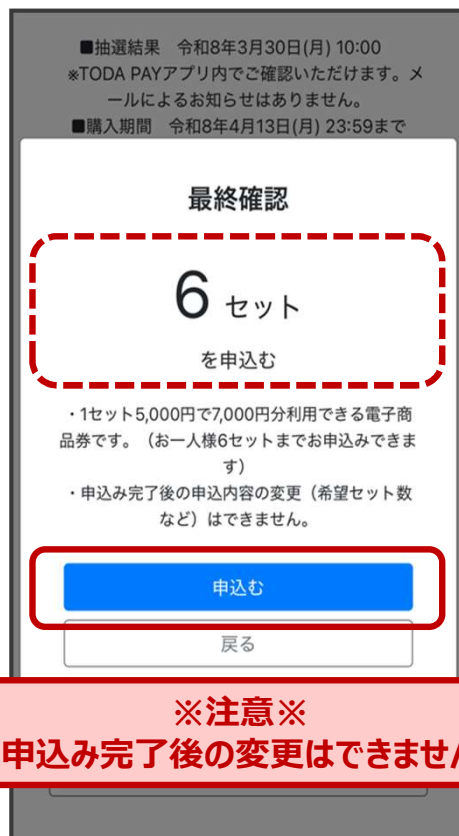 ■抽選結果　令和8年3月30日(月) 10:00
※TODA PAYアプリ内でご確認いただけます。メ
ールによるお知らせはありません。
■購入期間　令和8年4月13日(月) 23:59まで
最終確認
6 セット
を申込む
・1セット5,000円で7,000円分利用できる電子商
品券です。（お一人様6セットまでお申込みできま
す）
・申込み完了後の申込内容の変更（希望セット数
など）はできません。
申込む
戻る
※注意※
申込み完了後の変更はできませ